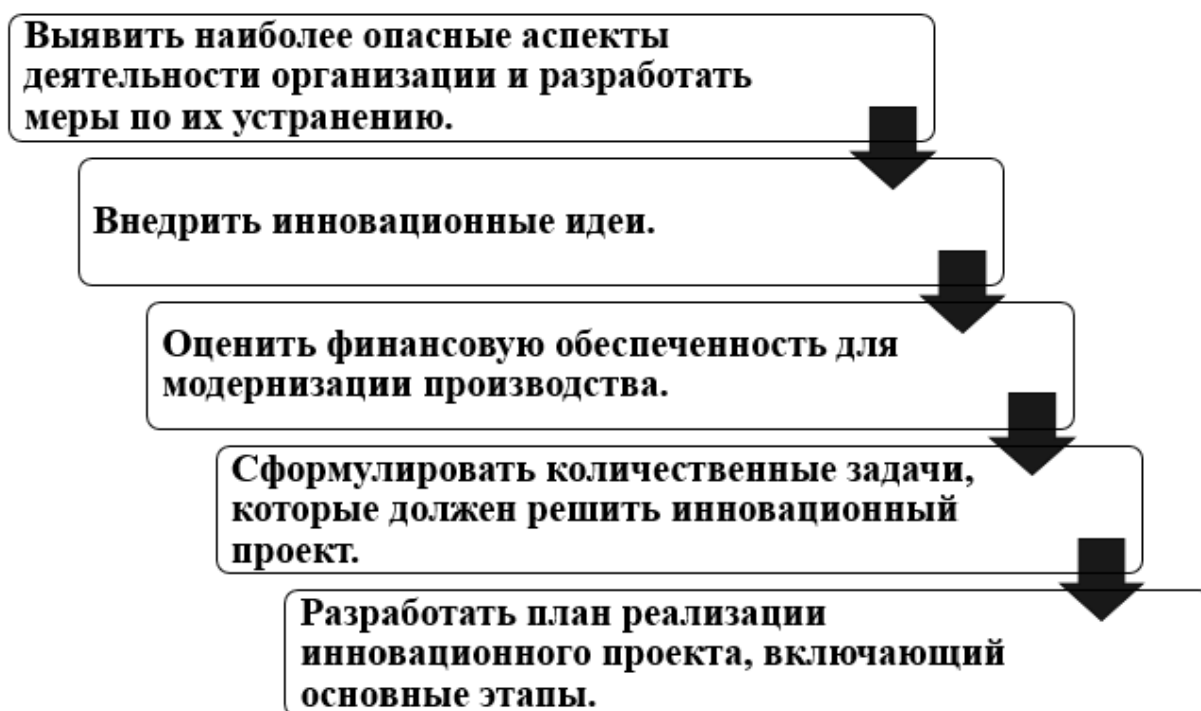 Выявить наиболее опасные аспекты
деятельности организации и разработать
меры по их устранению.
Внедрить инновационные идеи.
Оценить финансовую обеспеченность для
модернизации производства.
Сформулировать количественные задачи,
которые должен решить инновационный
проект.
Разработать план реализации
инновационного проекта, включающий
основные этапы.